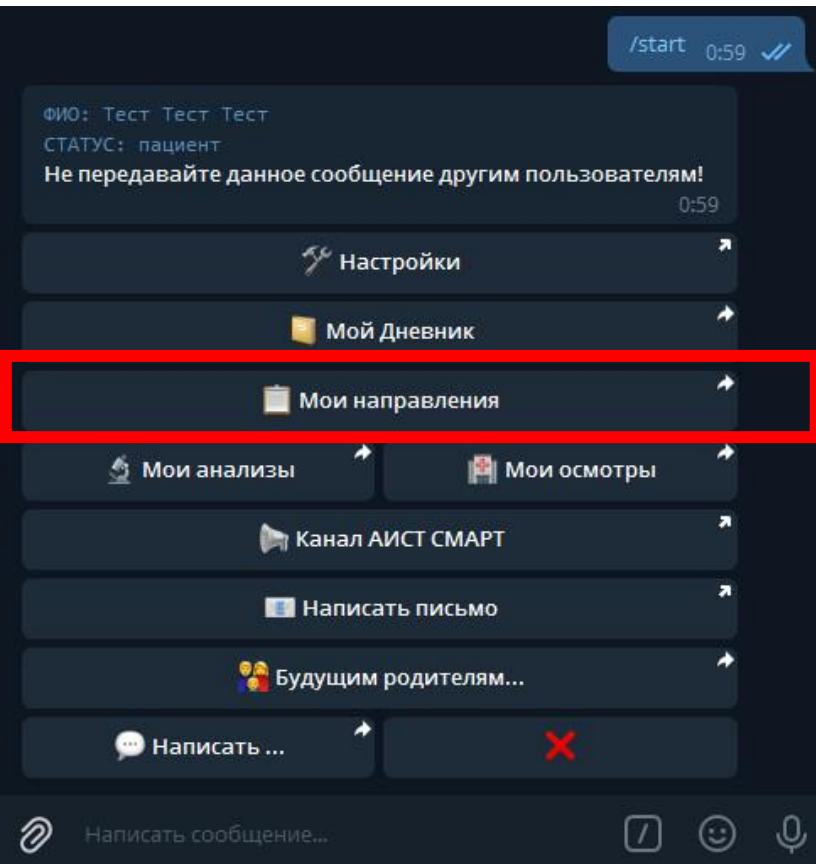 /start 0:59
ФИО: Тест Тест Тест
СТАТУС: пациент
Не передавайте данное сообщение другим пользователям!
0:59
Настройки
Мой Дневник
Мои направления
Мои анализы
Мои осмотры
Канал АИСТ СМАРТ
Написать письмо
Будущим родителям...
Написать ...
Написать сообщение...